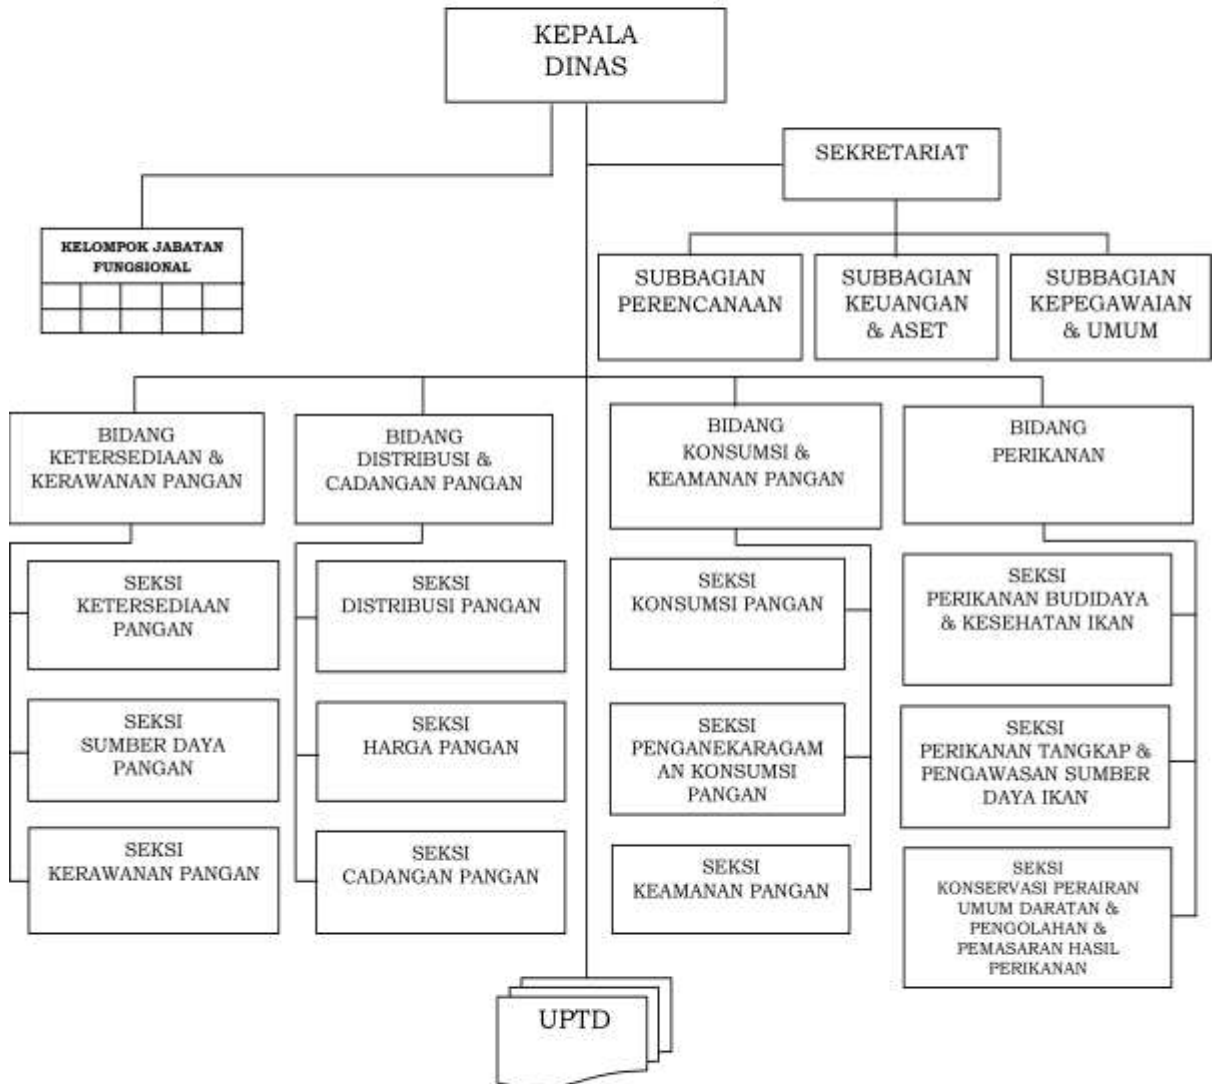 KEPALA
DINAS
SEKRETARIAT
KELOMPOK JABATAN
FUNGSIONAL
SUBBAGIAN
PERENCANAAN
SUBBAGIAN
KEUANGAN
& ASET
SUBBAGIAN
KEPEGAWAIAN
& UMUM
BIDANG
KETERSEDIAAN &
KERAWANAN PANGAN
BIDANG
DISTRIBUSI &
CADANGAN PANGAN
BIDANG
KONSUMSI &
KEAMANAN PANGAN
BIDANG
PERIKANAN
SEKSI
KETERSEDIAAN
PANGAN
SEKSI
DISTRIBUSI PANGAN
SEKSI
KONSUMSI PANGAN
SEKSI
PERIKANAN BUDIDAYA
& KESEHATAN IKAN
SEKSI
SUMBER DAYA
PANGAN
SEKSI
HARGA PANGAN
SEKSI
PENGANEKARAGAM
AN KONSUMSI
PANGAN
SEKSI
PERIKANAN TANGKAP &
PENGAWASAN SUMBER
DAYA IKAN
SEKSI
KERAWANAN PANGAN
SEKSI
CADANGAN PANGAN
SEKSI
KEAMANAN PANGAN
SEKSI
KONSERVASI PERAIRAN
UMUM DARATAN &
PENGOLAHAN &
PEMASARAN HASIL
PERIKANAN
UPTD